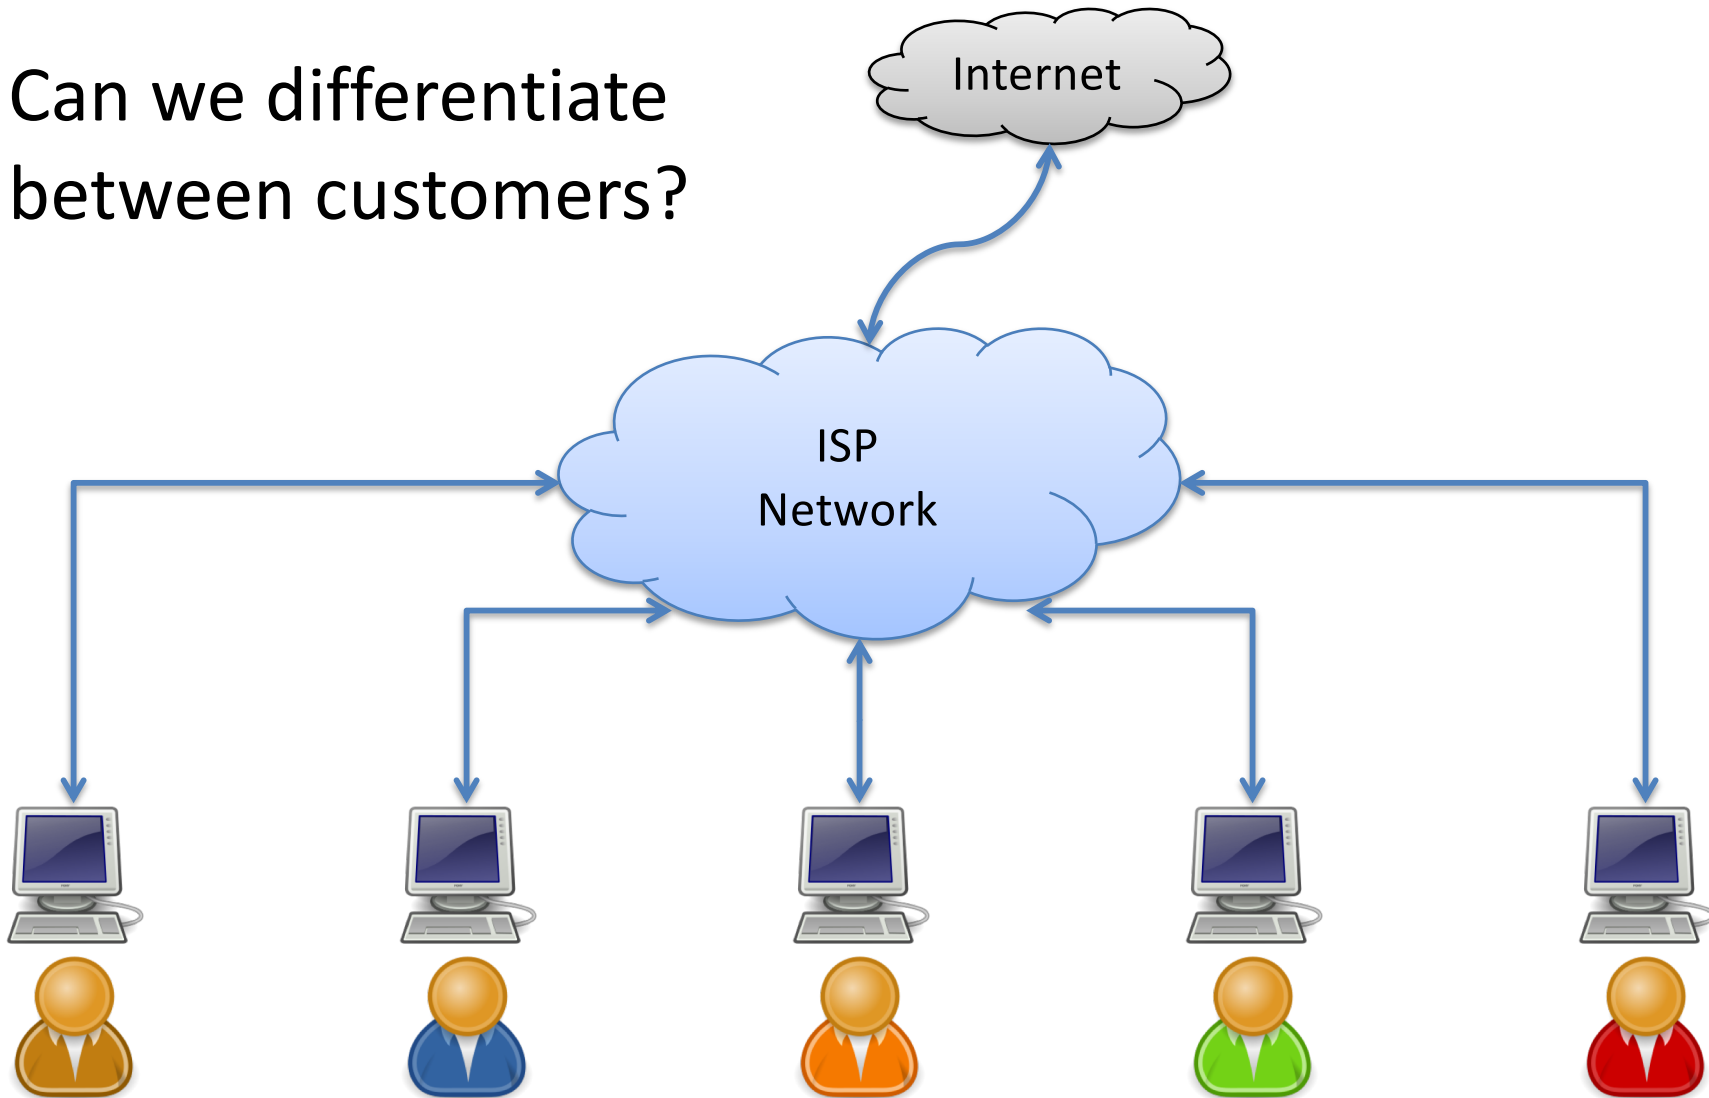 Can we differentiate
between customers?
Internet
ISP
Network